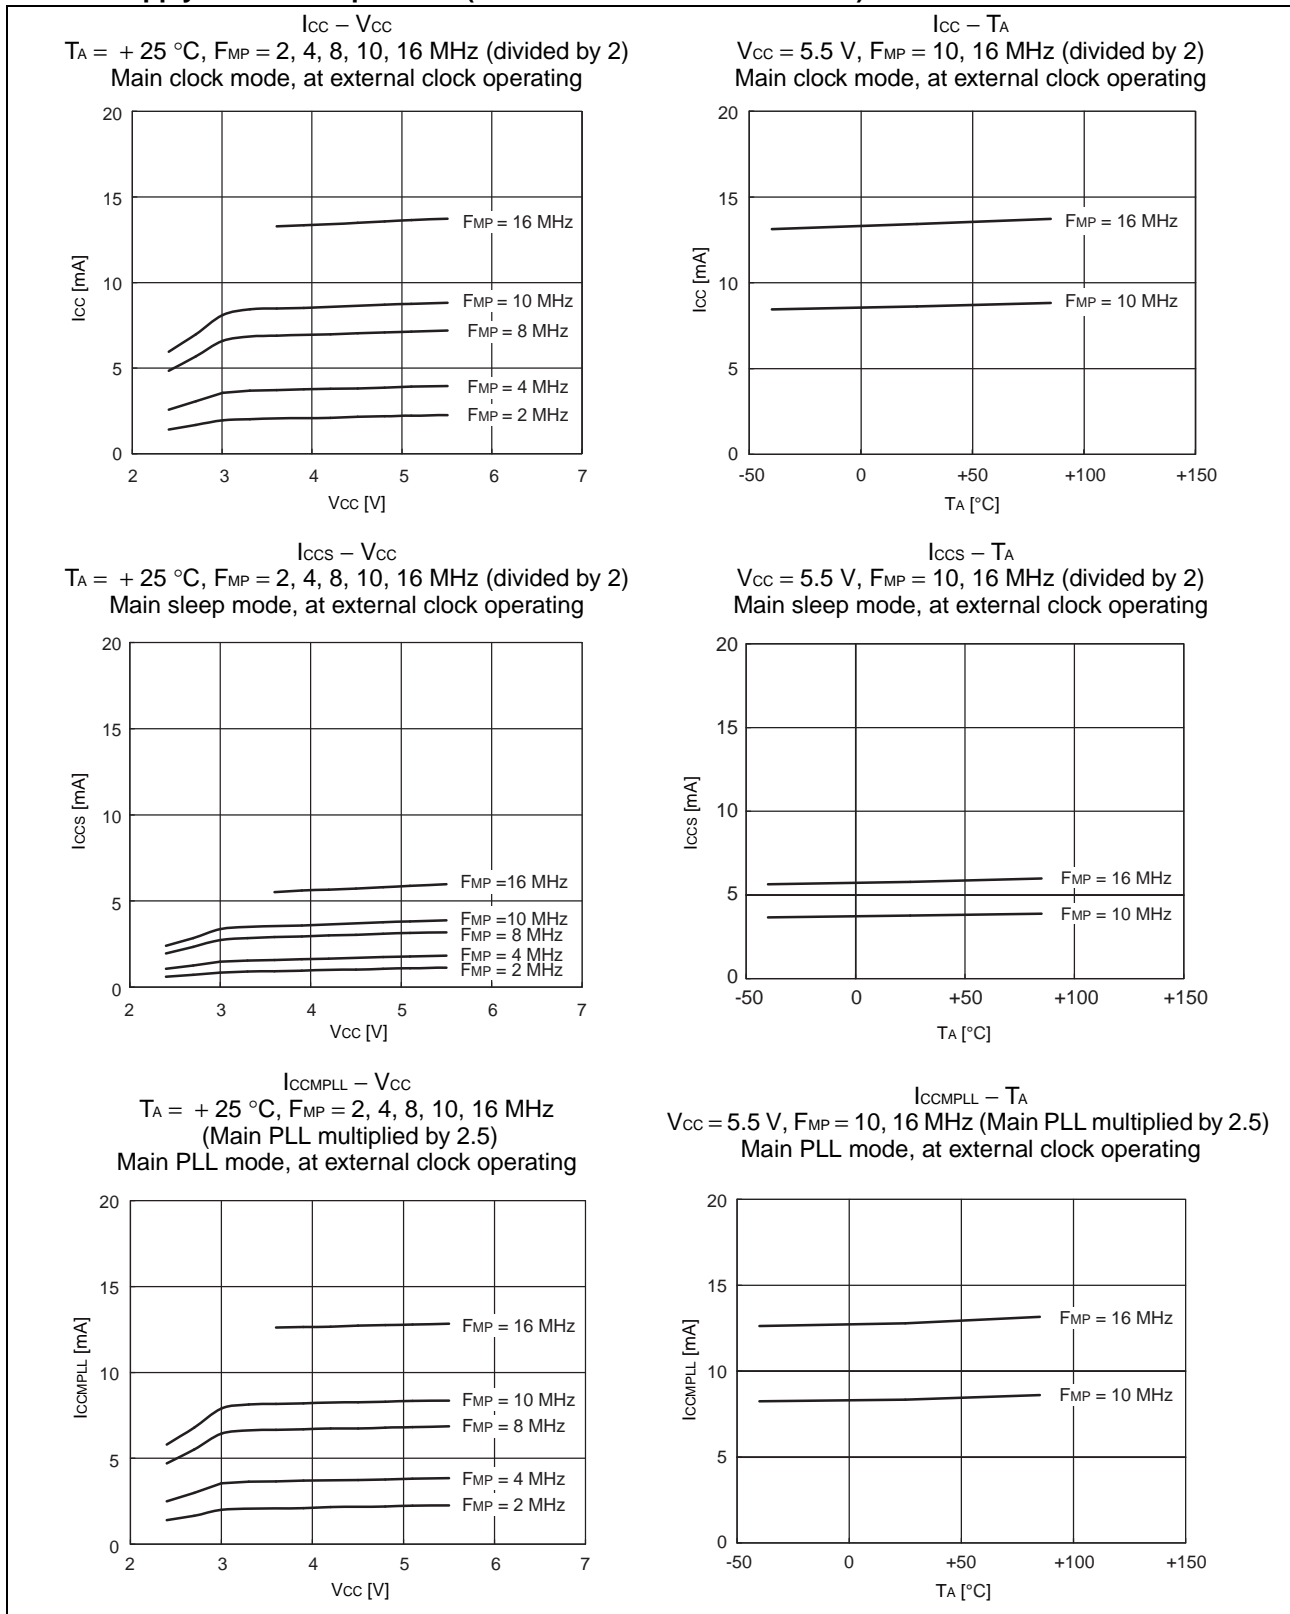 ICC – VCC
TA = + 25 °C, FMP = 2, 4, 8, 10, 16 MHz (divided by 2)
Main clock mode, at external clock operating
20
15
10
5
0
ICC [mA]
FMP = 16 MHz
FMP = 10 MHz
FMP = 8 MHz
FMP = 4 MHz
FMP = 2 MHz
2 3 4 5 6 7
VCC [V]
ICC – TA
VCC = 5.5 V, FMP = 10, 16 MHz (divided by 2)
Main clock mode, at external clock operating
20
15
10
5
0
ICC [mA]
FMP = 16 MHz
FMP = 10 MHz
-50 0 +50 +100 +150
TA [°C]
ICCS – VCC
TA = + 25 °C, FMP = 2, 4, 8, 10, 16 MHz (divided by 2)
Main sleep mode, at external clock operating
20
15
10
5
0
ICCS [mA]
FMP =16 MHz
FMP =10 MHz
FMP = 8 MHz
FMP = 4 MHz
FMP = 2 MHz
2 3 4 5 6 7
VCC [V]
ICCS – TA
VCC = 5.5 V, FMP = 10, 16 MHz (divided by 2)
Main sleep mode, at external clock operating
20
15
10
5
0
ICCS [mA]
FMP = 16 MHz
FMP = 10 MHz
-50 0 +50 +100 +150
TA [°C]
ICCMPLL – VCC
TA = + 25 °C, FMP = 2, 4, 8, 10, 16 MHz
(Main PLL multiplied by 2.5)
Main PLL mode, at external clock operating
20
15
10
5
0
ICCMPLL [mA]
FMP = 16 MHz
FMP = 10 MHz
FMP = 8 MHz
FMP = 4 MHz
FMP = 2 MHz
2 3 4 5 6 7
VCC [V]
ICCMPLL – TA
VCC = 5.5 V, FMP = 10, 16 MHz (Main PLL multiplied by 2.5)
Main PLL mode, at external clock operating
20
15
10
5
0
ICCMPLL [mA]
FMP = 16 MHz
FMP = 10 MHz
-50 0 +50 +100 +150
TA [°C]